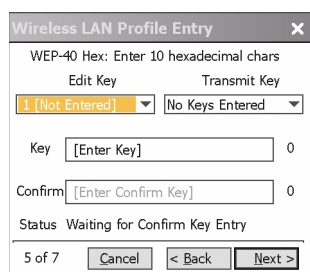 Wireless LAN Profile Entry
WEP-40 Hex: Enter 10 hexadecimal chars
Edit Key Transmit Key
1 [Not Entered] No Keys Entered
Key [Enter Key] 0
Confirm [Enter Confirm Key] 0
Status Waiting for Confirm Key Entry
5 of 7 Cancel < Back Next >